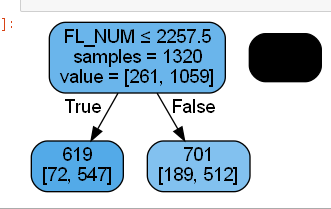 ]:
FL_NUM ≤ 2257.5
samples = 1320
value = [261, 1059]
True
False
619
[72, 547]
701
[189, 512]